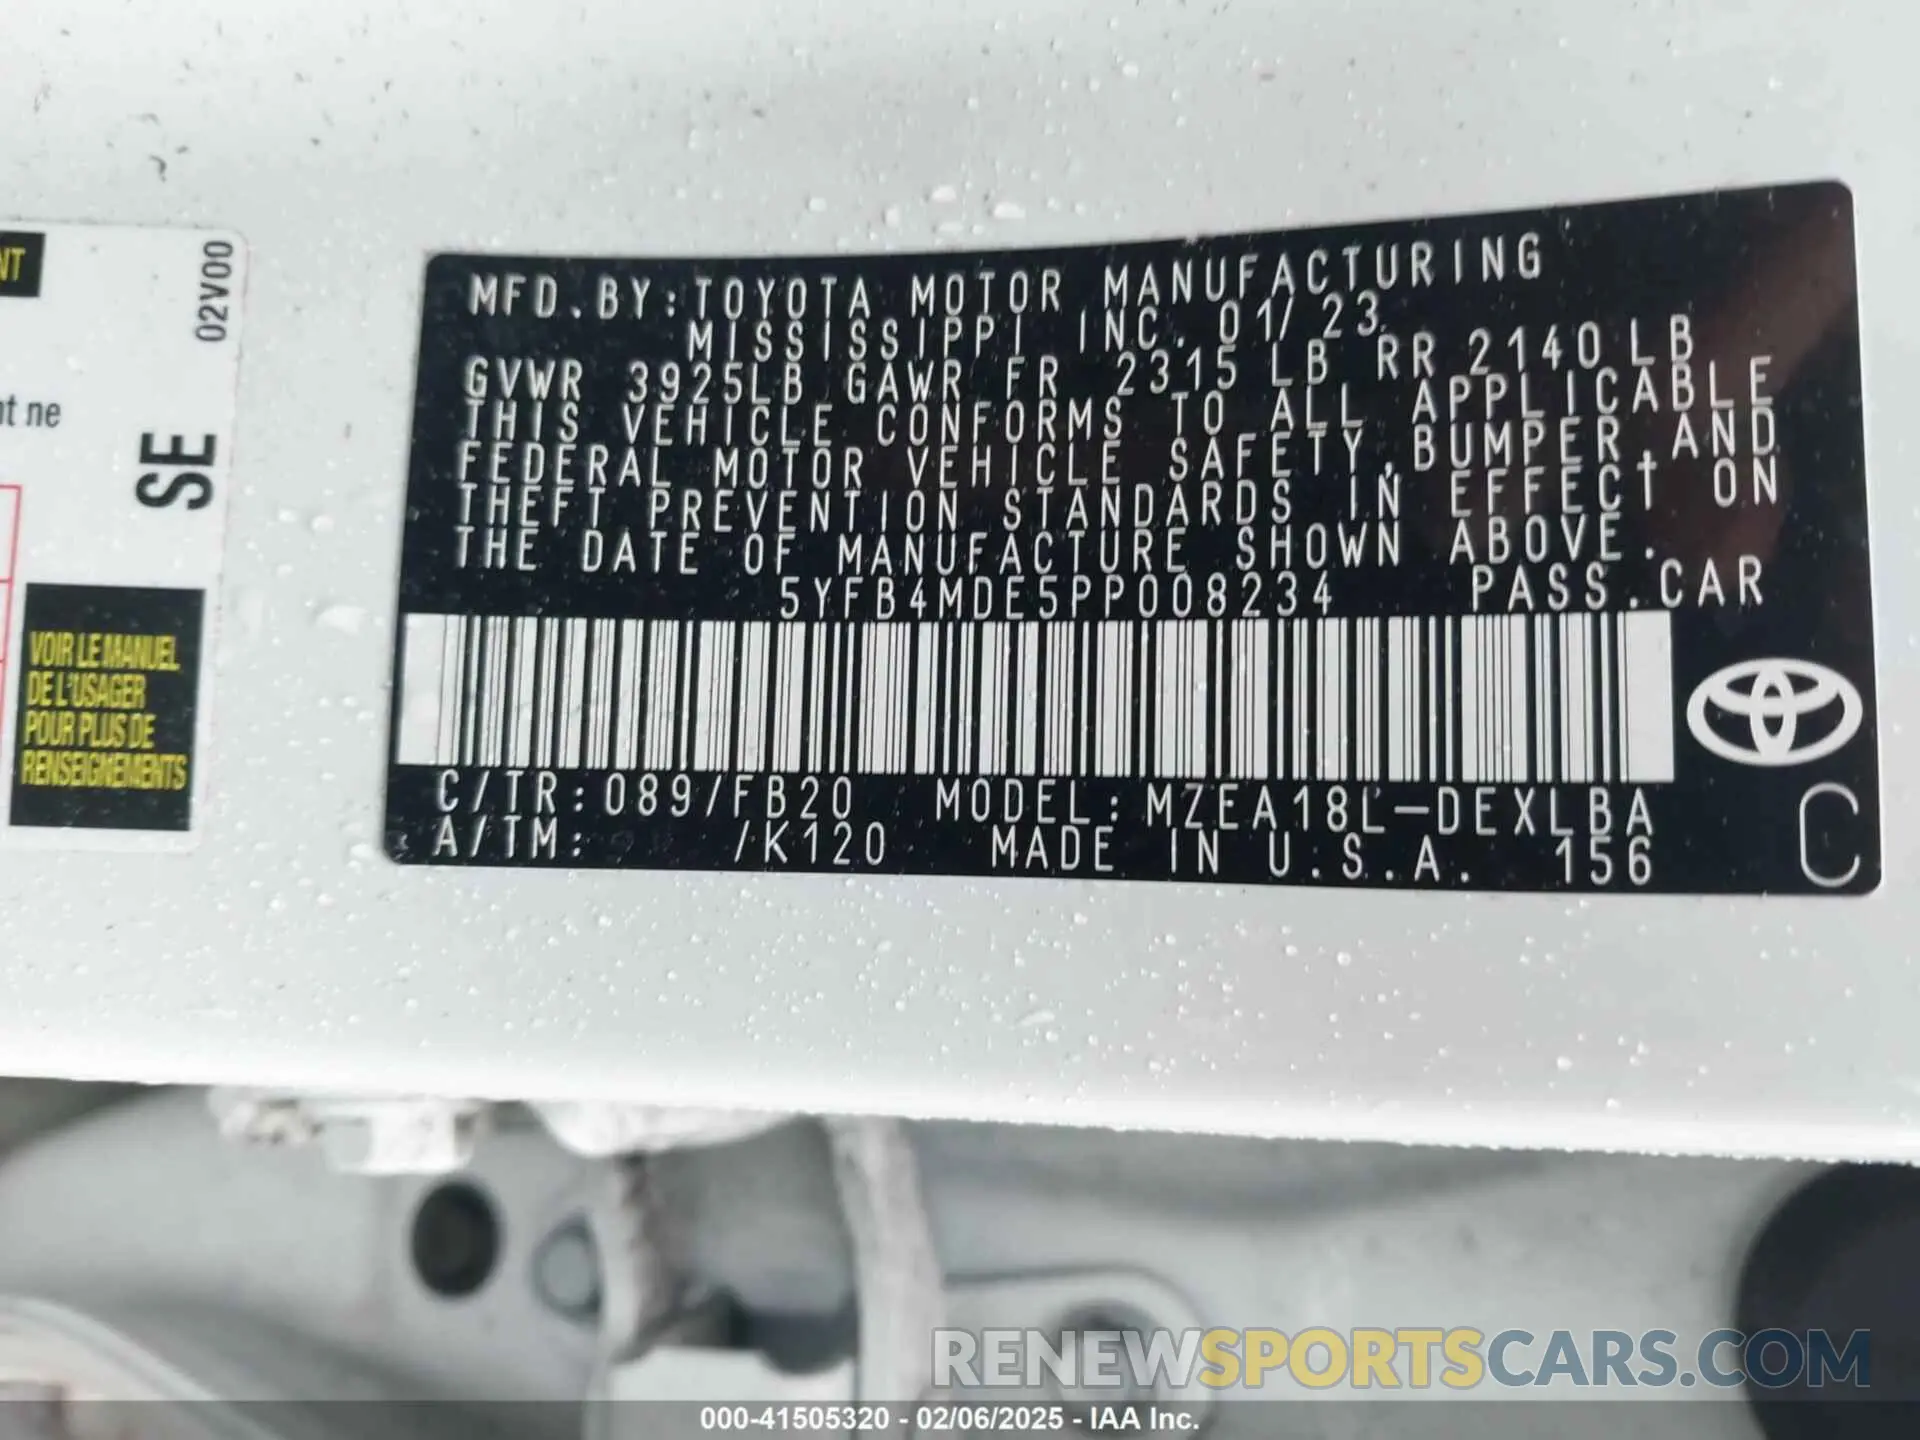 NT
02V00
nt ne
SE
VOIR LE MANUEL
DE L'USAGER
POUR PLUS DE
RENSEIGNEMENTS
MFD.BY:TOYOTA MOTOR MANUFACTURING
MISSISSIPPI INC. 01/23
GVWR 3925LB GAWR FR 2315 LB RR 2140LB
THIS VEHICLE CONFORMS TO ALL APPLICABLE
FEDERAL MOTOR VEHICLE SAFETY,BUMPER,AND
THEFT PREVENTION STANDARDS IN EFFECT ON
THE DATE OF MANUFACTURE SHOWN ABOVE.
5YFB4MDE5PP008234 PASS.CAR
C/TR:089/FB20 MODEL:MZEA18L-DEXLBA
A/TM: /K120 MADE IN U.S.A. 156
C
RENEWSPORTSCARS.COM
000-41505320 - 02/06/2025 - IAA Inc.